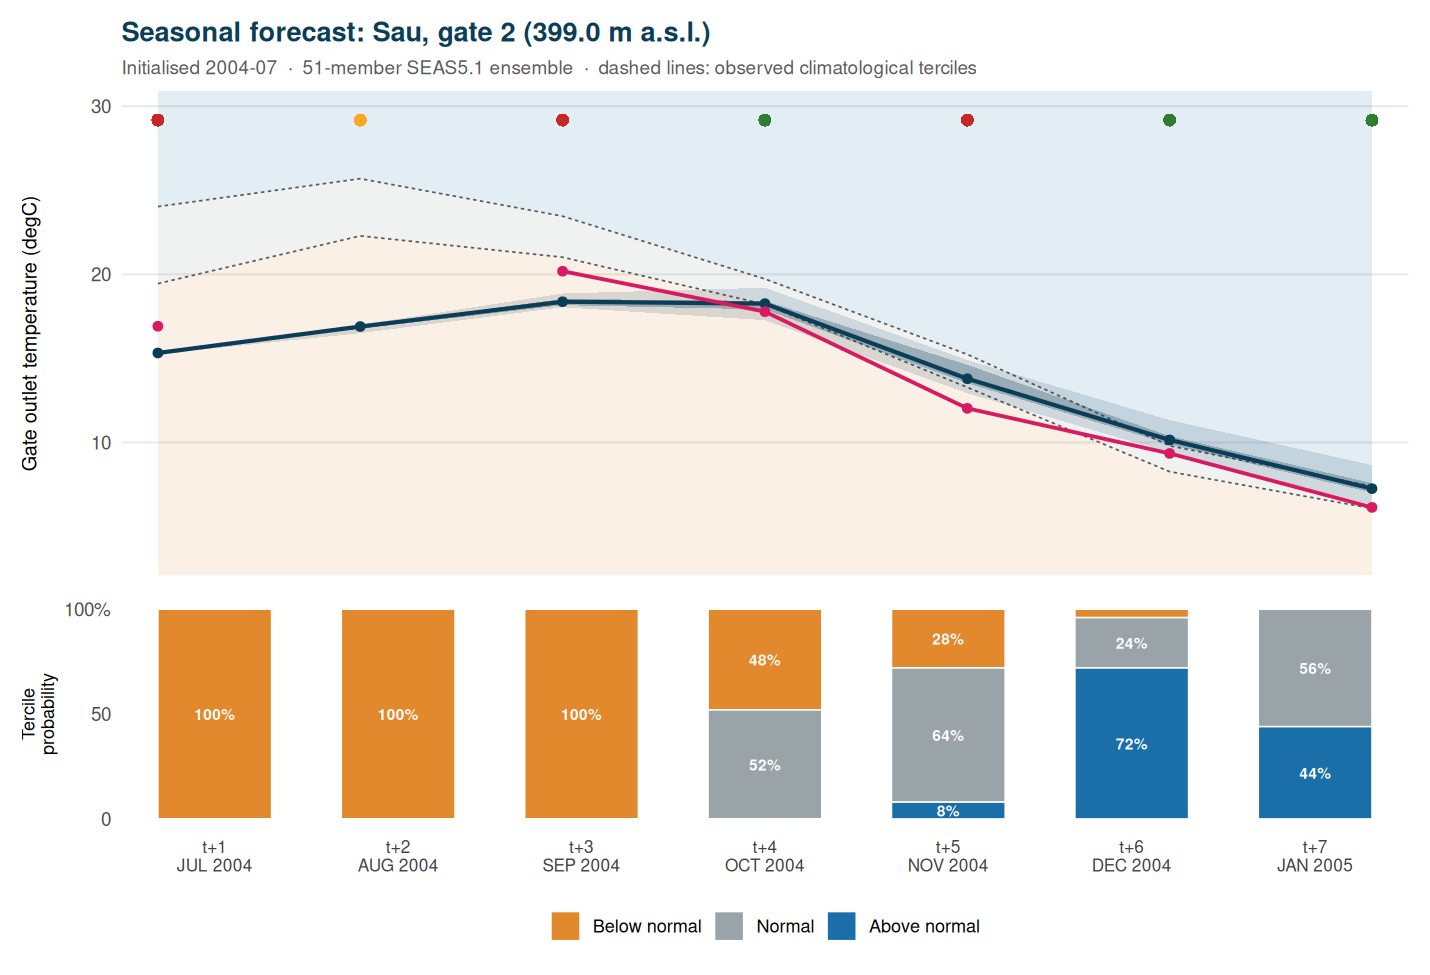 Seasonal forecast: Sau, gate 2 (399.0 m a.s.l.)
Initialised 2004-07 · 51-member SEAS5.1 ensemble · dashed lines: observed climatological terciles
Gate outlet temperature (degC)
30
20
10
Tercile
probability
100%
50
0
100%
100%
100%
48%
52%
28%
64%
8%
24%
72%
56%
44%
t+1
JUL 2004
t+2
AUG 2004
t+3
SEP 2004
t+4
OCT 2004
t+5
NOV 2004
t+6
DEC 2004
t+7
JAN 2005
Below normal
Normal
Above normal